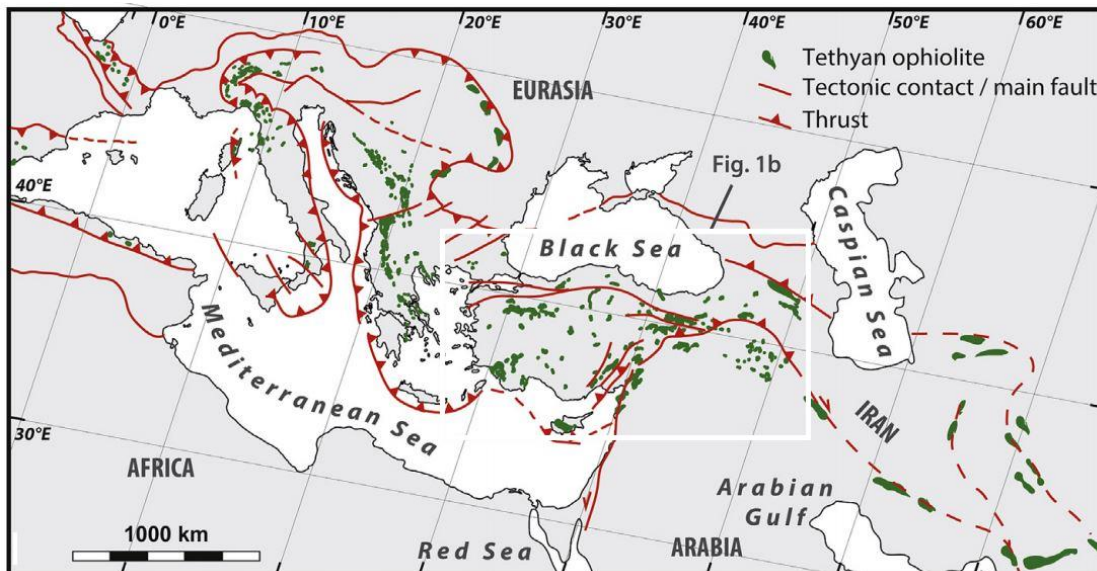 0°E
10°E
20°E
30°E
40°E
50°E
60°E
Tethyan ophiolite
Tectonic contact / main fault
Thrust
EURASIA
Fig. 1b
40°E
Black Sea
Caspian Sea
Mediterranean Sea
30°E
IRAN
AFRICA
Arabian
Gulf
1000 km
Red Sea
ARABIA